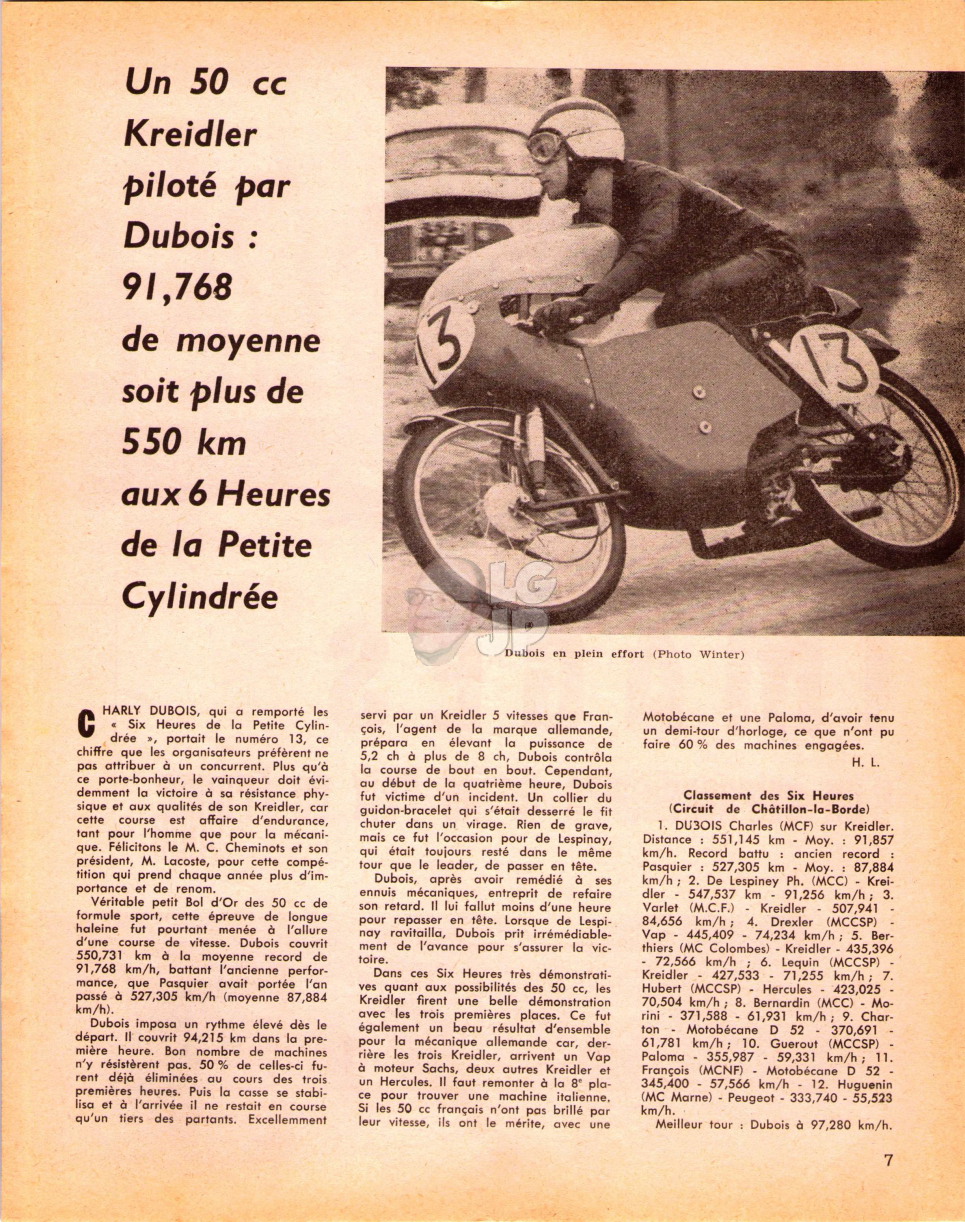 Un 50 cc
Kreidler
piloté par
Dubois :
91,768
de moyenne
soit plus de
550 km
aux 6 Heures
de la Petite
Cylindrée
13
13
LG
JP
Dubois en plein effort (Photo Winter)
CHARLY DUBOIS, qui a remporté les
« Six Heures de la Petite Cylin-
drée », portait le numéro 13, ce
chiffre que les organisateurs préfèrent ne
pas attribuer à un concurrent. Plus qu'à
ce porte-bonheur, le vainqueur doit évi-
demment la victoire à sa résistance phy-
sique et aux qualités de son Kreidler, car
cette course est affaire d'endurance,
tant pour l'homme que pour la mécani-
que. Félicitons le M. C. Cheminots et son
président, M. Lacoste, pour cette compé-
tition qui prend chaque année plus d'im-
portance et de renom.
Véritable petit Bol d'Or des 50 cc de
formule sport, cette épreuve de longue
haleine fut pourtant menée à l'allure
d'une course de vitesse. Dubois couvrit
550,731 km à la moyenne record de
91,768 km/h, battant l'ancienne perfor-
mance, que Pasquier avait portée l'an
passé à 527,305 km/h (moyenne 87,884
km/h).
Dubois imposa un rythme élevé dès le
départ. Il couvrit 94,215 km dans la pre-
mière heure. Bon nombre de machines
n'y résistèrent pas. 50 % de celles-ci fu-
rent déjà éliminées au cours des trois
premières heures. Puis la casse se stabi-
lisa et à l'arrivée il ne restait en course
qu'un tiers des partants. Excellemment
servi par un Kreidler 5 vitesses que Fran-
çois, l'agent de la marque allemande,
prépara en élevant la puissance de
5,2 ch à plus de 8 ch, Dubois contrôla
la course de bout en bout. Cependant,
au début de la quatrième heure, Dubois
fut victime d'un incident. Un collier du
guidon-bracelet qui s'était desserré le fit
chuter dans un virage. Rien de grave,
mais ce fut l'occasion pour de Lespinay,
qui était toujours resté dans le même
tour que le leader, de passer en tête.
Dubois, après avoir remédié à ses
ennuis mécaniques, entreprit de refaire
son retard. Il lui fallut moins d'une heure
pour repasser en tête. Lorsque de Lespi-
nay ravitailla, Dubois prit irrémédiable-
ment de l'avance pour s'assurer la vic-
toire.
Dans ces Six Heures très démonstrati-
ves quant aux possibilités des 50 cc, les
Kreidler firent une belle démonstration
avec les trois premières places. Ce fut
également un beau résultat d'ensemble
pour la mécanique allemande car, der-
rière les trois Kreidler, arrivent un Vap
à moteur Sachs, deux autres Kreidler et
un Hercules. Il faut remonter à la 8e pla-
ce pour trouver une machine italienne.
Si les 50 cc français n'ont pas brillé par
leur vitesse, ils ont le mérite, avec une
Motobécane et une Paloma, d'avoir tenu
un demi-tour d'horloge, ce que n'ont pu
faire 60 % des machines engagées.
H. L.
Classement des Six Heures
(Circuit de Châtillon-la-Borde)
1. DU3OIS Charles (MCF) sur Kreidler.
Distance : 551,145 km - Moy. : 91,857
km/h. Record battu : ancien record :
Pasquier : 527,305 km - Moy. : 87,884
km/h ; 2. De Lespiney Ph. (MCC) - Krei-
dler - 547,537 km - 91,256 km/h ; 3.
Varlet (M.C.F.) - Kreidler - 507,941 -
84,656 km/h ; 4. Drexler (MCCSP) -
Vap - 445,409 - 74,234 km/h ; 5. Ber-
thiers (MC Colombes) - Kreidler - 435,396
- 72,566 km/h ; 6. Lequin (MCCSP) -
Kreidler - 427,533 - 71,255 km/h ; 7.
Hubert (MCCSP) - Hercules - 423,025 -
70,504 km/h ; 8. Bernardin (MCC) - Mo-
rini - 371,588 - 61,931 km/h ; 9. Char-
ton - Motobécane D 52 - 370,691 -
61,781 km/h ; 10. Guerout (MCCSP) -
Paloma - 355,987 - 59,331 km/h ; 11.
François (MCNF) - Motobécane D 52 -
345,400 - 57,566 km/h - 12. Huguenin
(MC Marne) - Peugeot - 333,740 - 55,523
km/h.
Meilleur tour : Dubois à 97,280 km/h.
7